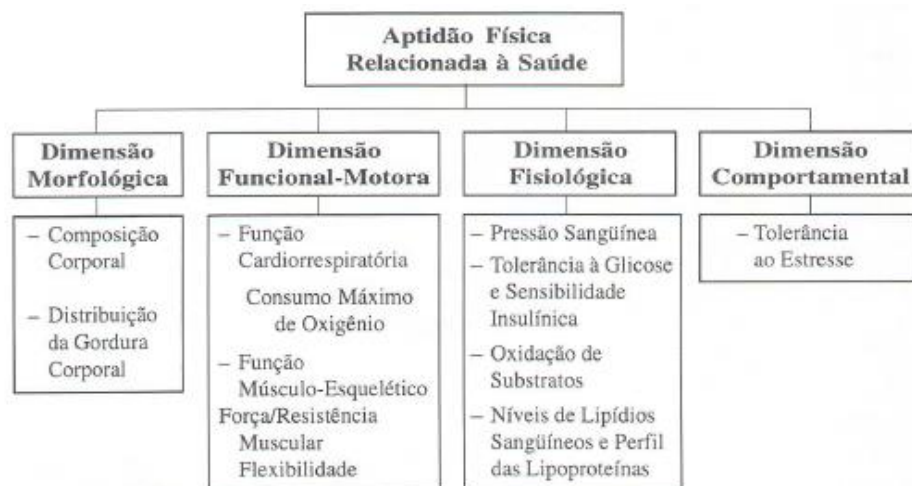 Aptidão Física
Relacionada à Saúde
Dimensão
Morfológica
– Composição
Corporal
– Distribuição
da Gordura
Corporal
Dimensão
Funcional-Motora
– Função
Cardiorrespiratória
Consumo Máximo
de Oxigênio
– Função
Músculo-Esquelético
Força/Resistência
Muscular
Flexibilidade
Dimensão
Fisiológica
– Pressão Sangüínea
– Tolerância à Glicose
e Sensibilidade
Insulínica
– Oxidação de
Substratos
– Níveis de Lipídios
Sangüíneos e Perfil
das Lipoproteínas
Dimensão
Comportamental
– Tolerância
ao Estresse